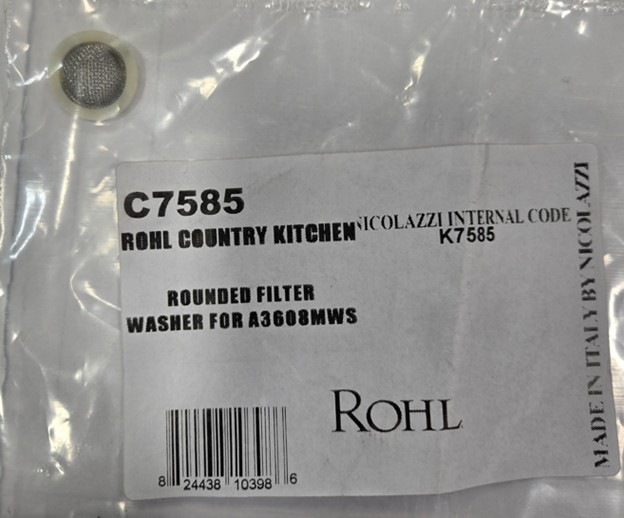 C7585
ROHL COUNTRY KITCHEN
NICOLAZZI INTERNAL CODE
K7585
ROUNDED FILTER
WASHER FOR A3608MWS
ROHL
8 24438 10398 6
MADE IN ITALY BY NICOLAZZI